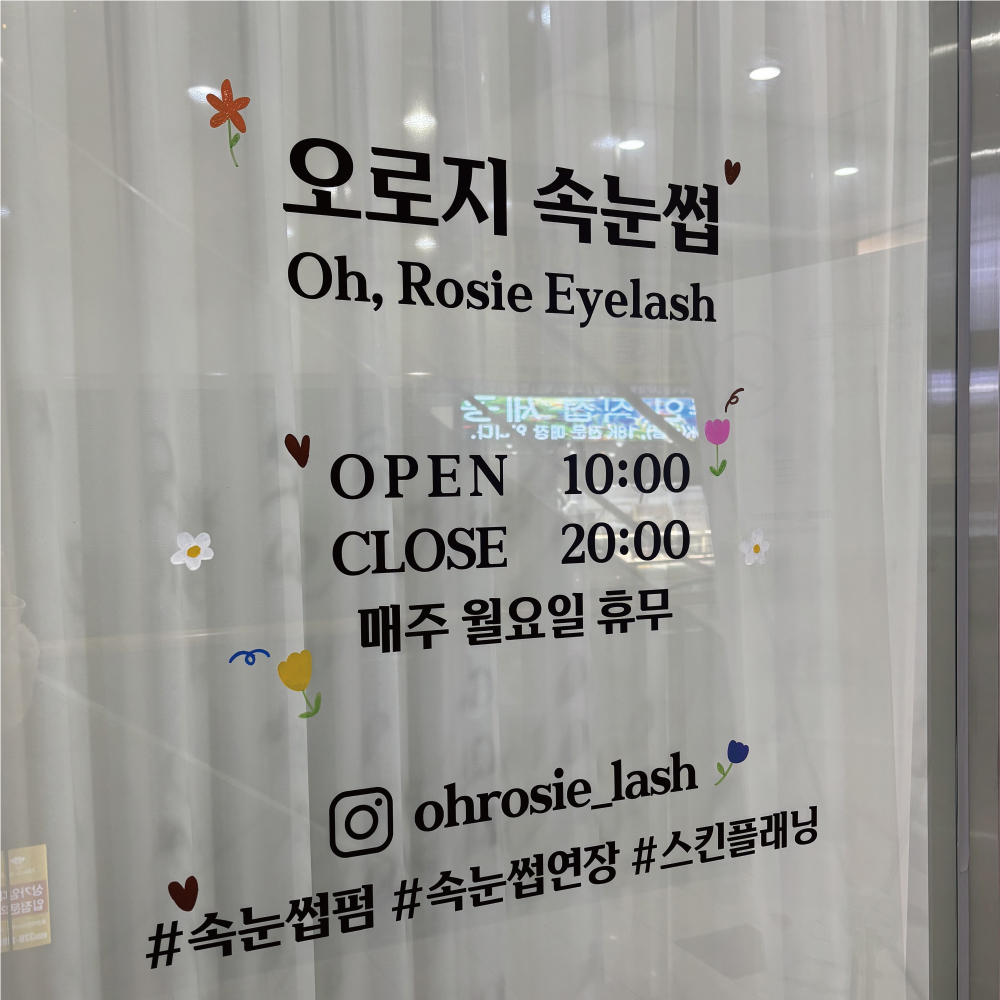 오로지 속눈썹
Oh, Rosie Eyelash
OPEN 10:00
CLOSE 20:00
매주 월요일 휴무
ohrosie_lash
#속눈썹펌 #속눈썹연장 #스킨플래닝